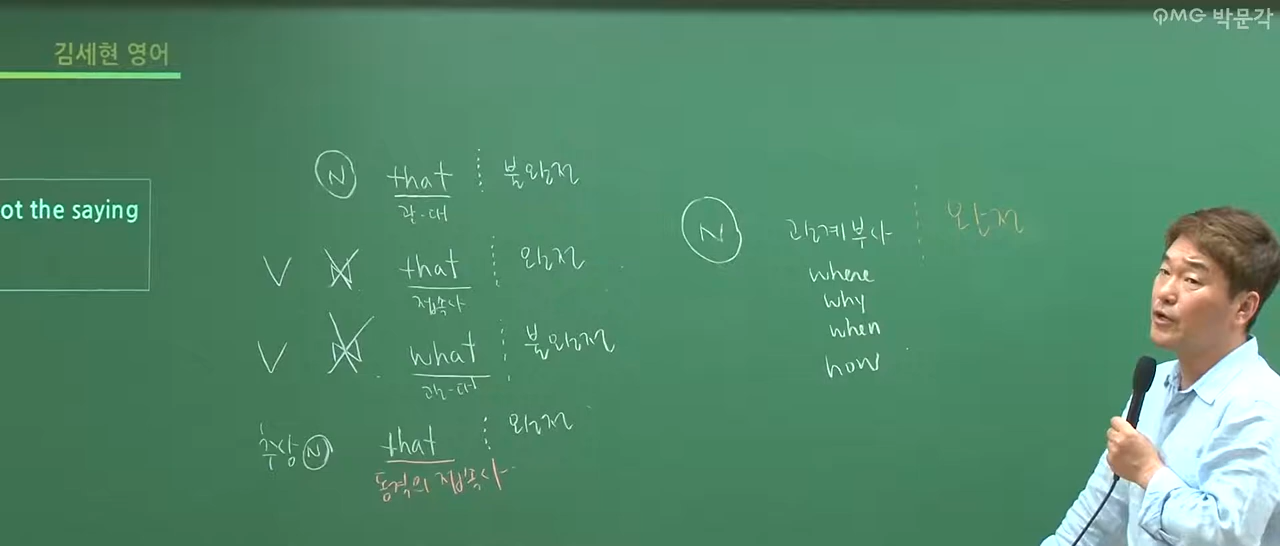 PMG 박문각
김세현 영어
ot the saying
N that 불완전
관·대
V N that 완전
접속사
V N what 불완전
관·대
추상 N that 완전
동격의 접속사
N 관계부사 완전
where
why
when
how